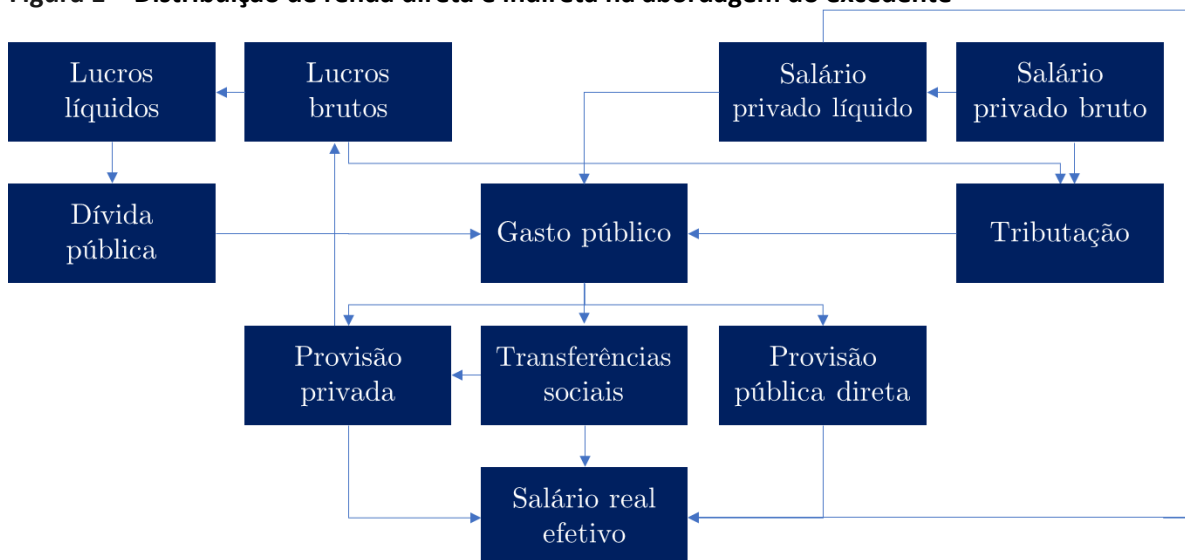 Figura – Distribuição de renda direta e indireta na abordagem do excedente
Lucros
líquidos
Lucros
brutos
Salário
privado líquido
Salário
privado bruto
Dívida
pública
Gasto público
Tributação
Provisão
privada
Transferências
sociais
Provisão
pública direta
Salário real
efetivo